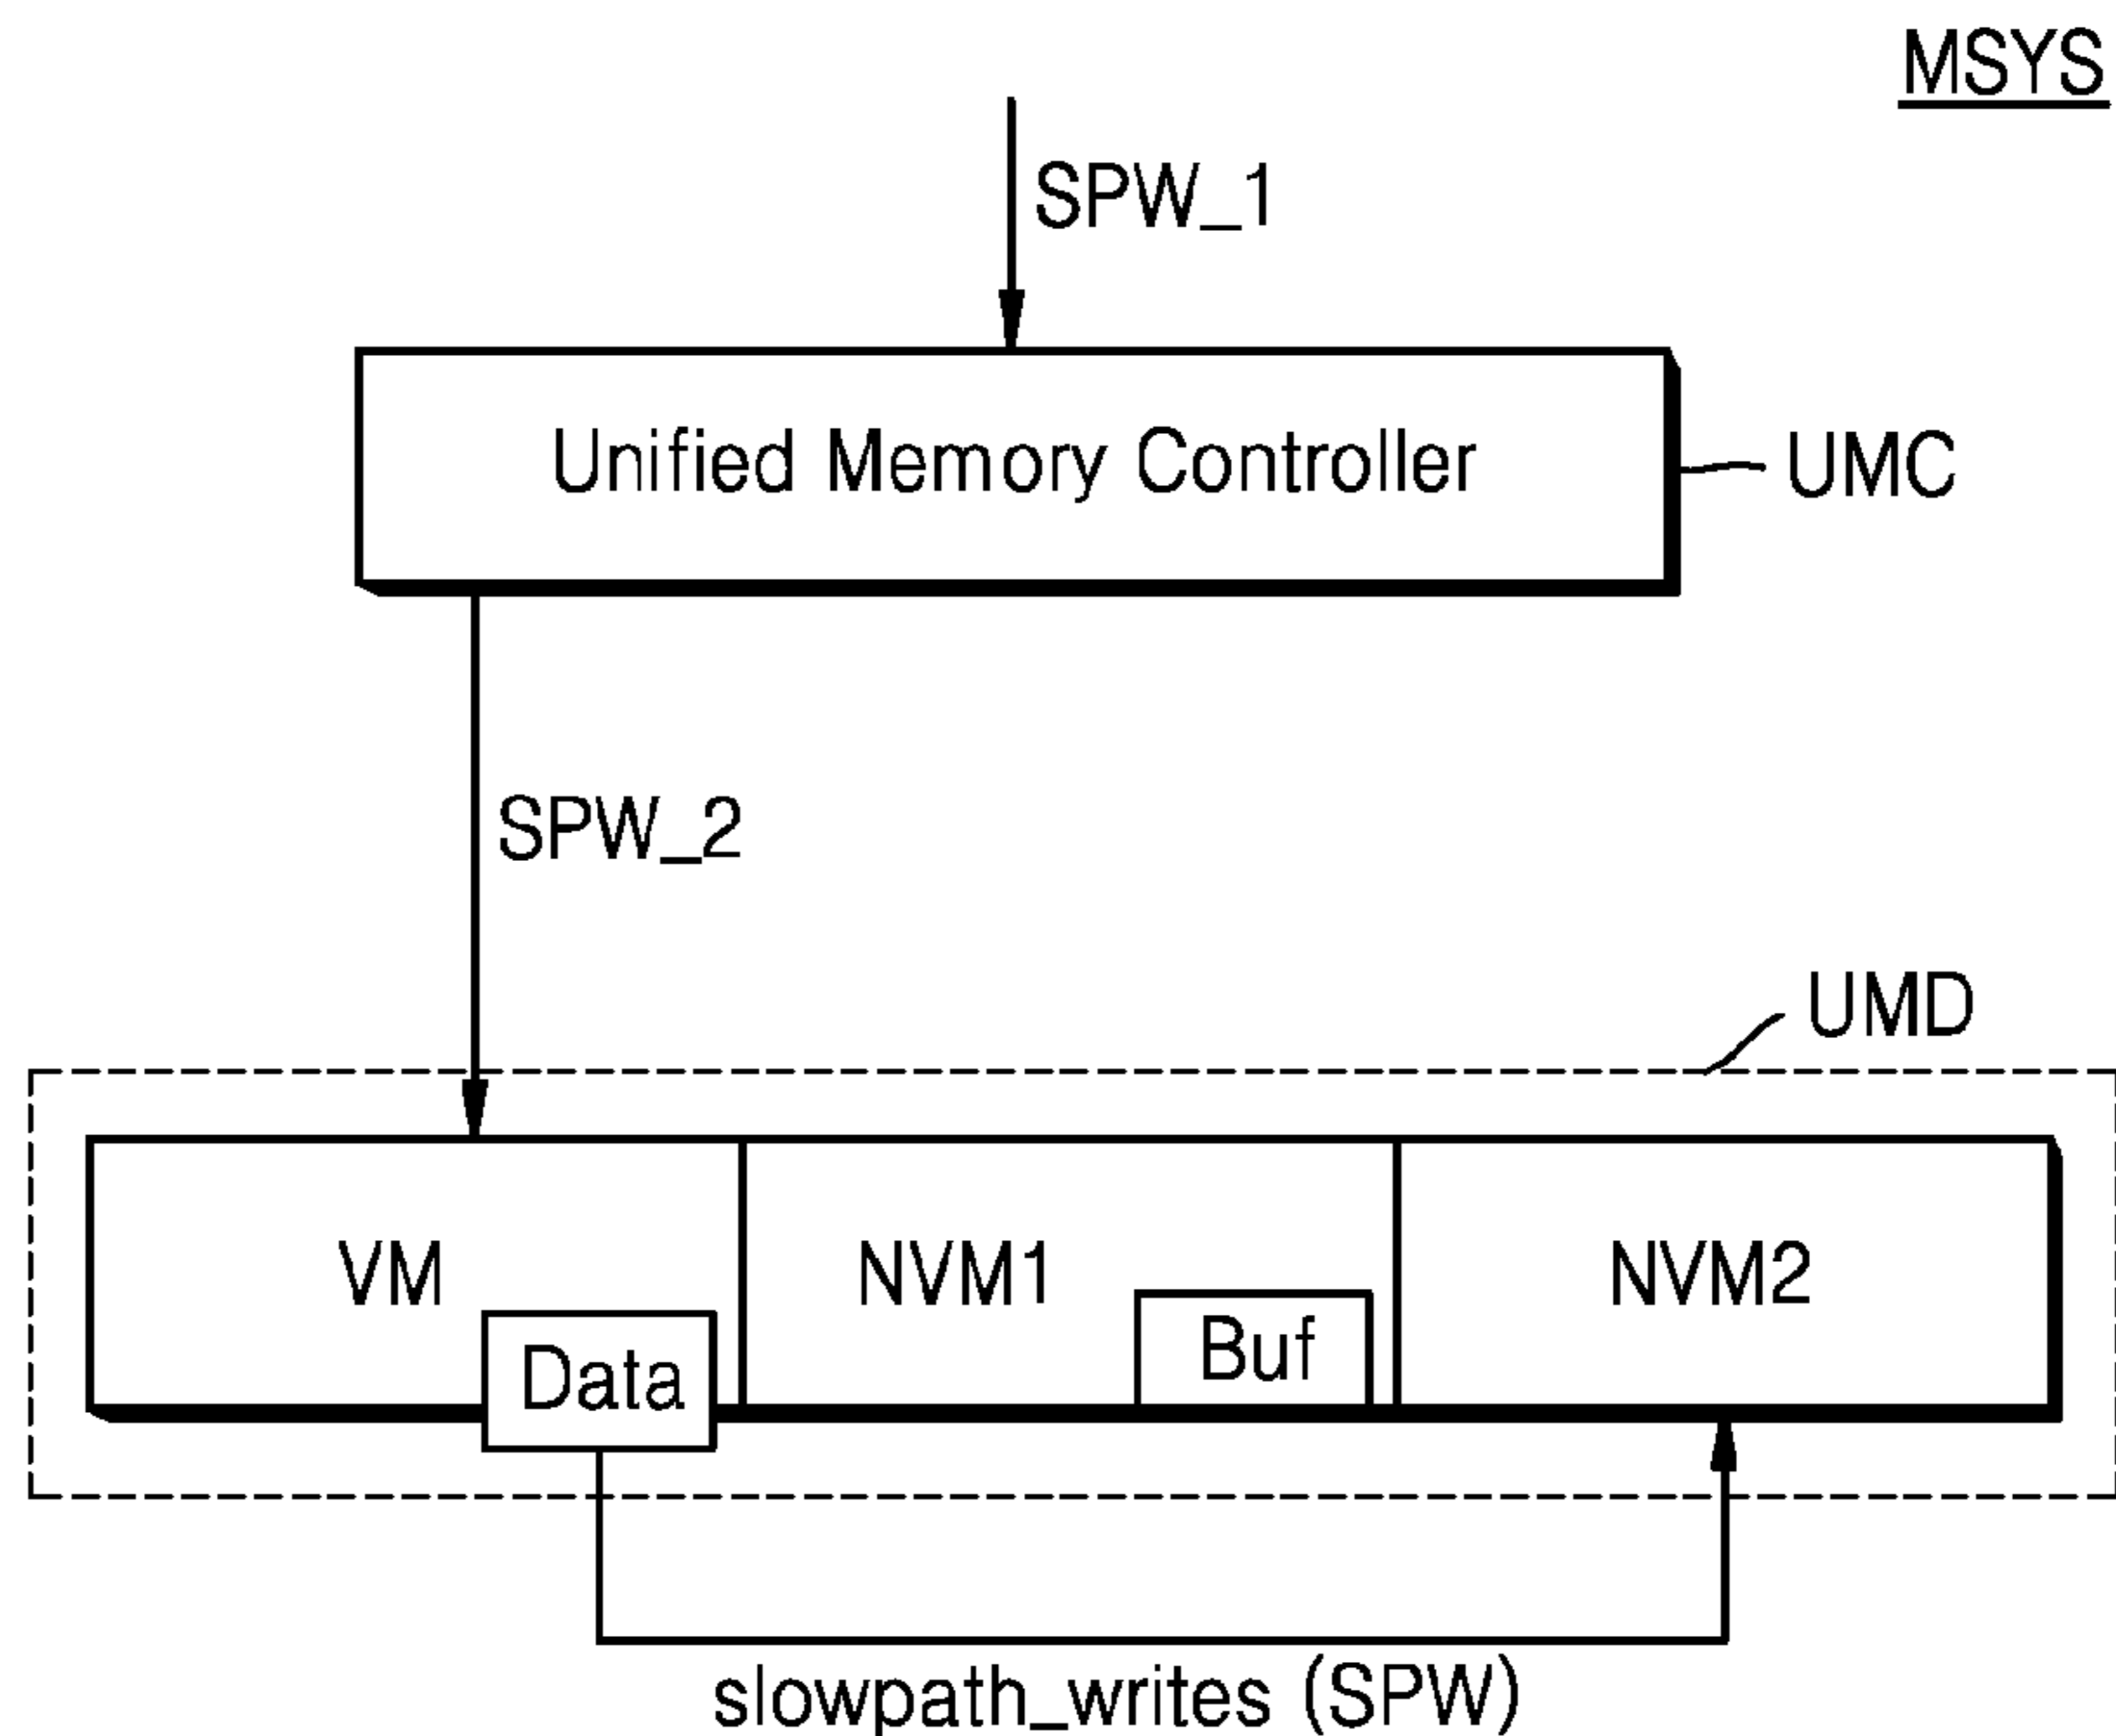 MSYS
SPW_1
Unified Memory Controller
UMC
SPW_2
UMD
VM
NVM1
NVM2
Data
Buf
slowpath_writes (SPW)